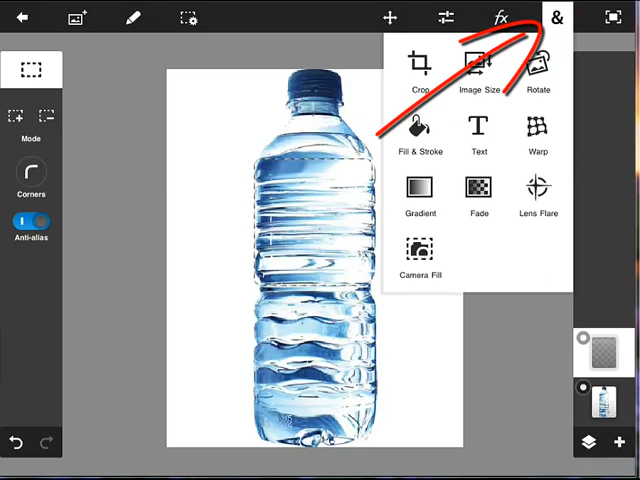 fx &
Crop Image Size Rotate
Fill & Stroke Text Warp
Gradient Fade Lens Flare
Camera Fill
Mode
Corners
Anti-alias